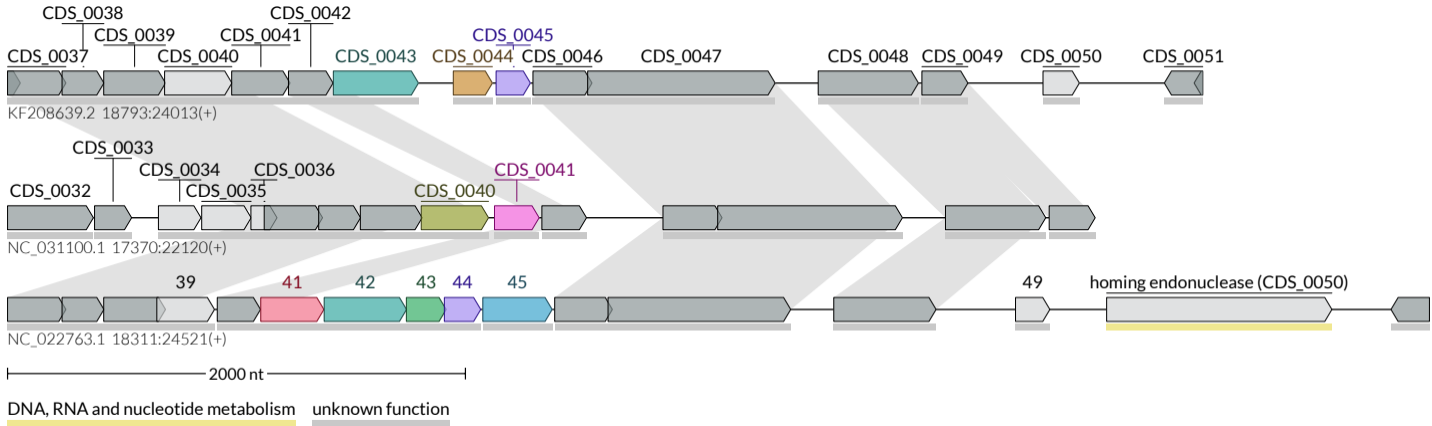 CDS_0038 CDS_0042
CDS_0039 CDS_0041 CDS_0045
CDS_0037 CDS_0040 CDS_0043 CDS_0044 CDS_0046 CDS_0047 CDS_0048 CDS_0049 CDS_0050 CDS_0051
KF208639.2 18793:24013(+)
CDS_0033
CDS_0034 CDS_0036 CDS_0041
CDS_0032 CDS_0035 CDS_0040
NC_031100.1 17370:22120(+)
39 41 42 43 44 45 49 homing endonuclease (CDS_0050)
NC_022763.1 18311:24521(+)
2000 nt
DNA, RNA and nucleotide metabolism unknown function